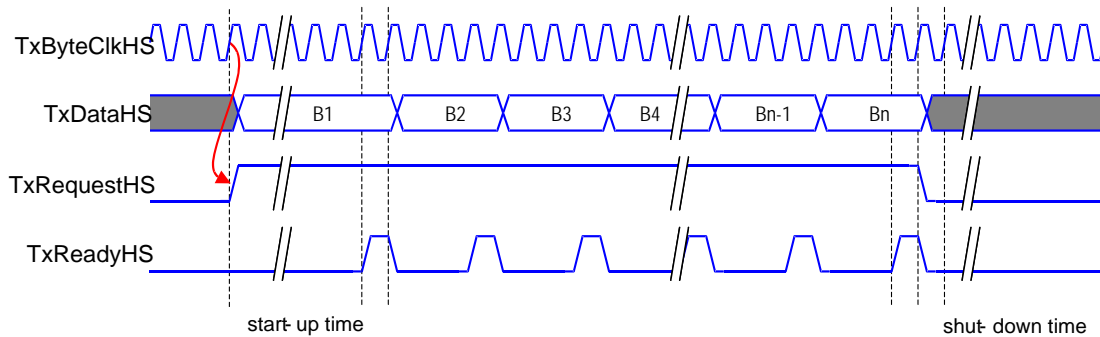 TxByteClkHS
TxDataHS
B1 B2 B3 B4 Bn-1 Bn
TxRequestHS
TxReadyHS
start- up time
shut- down time